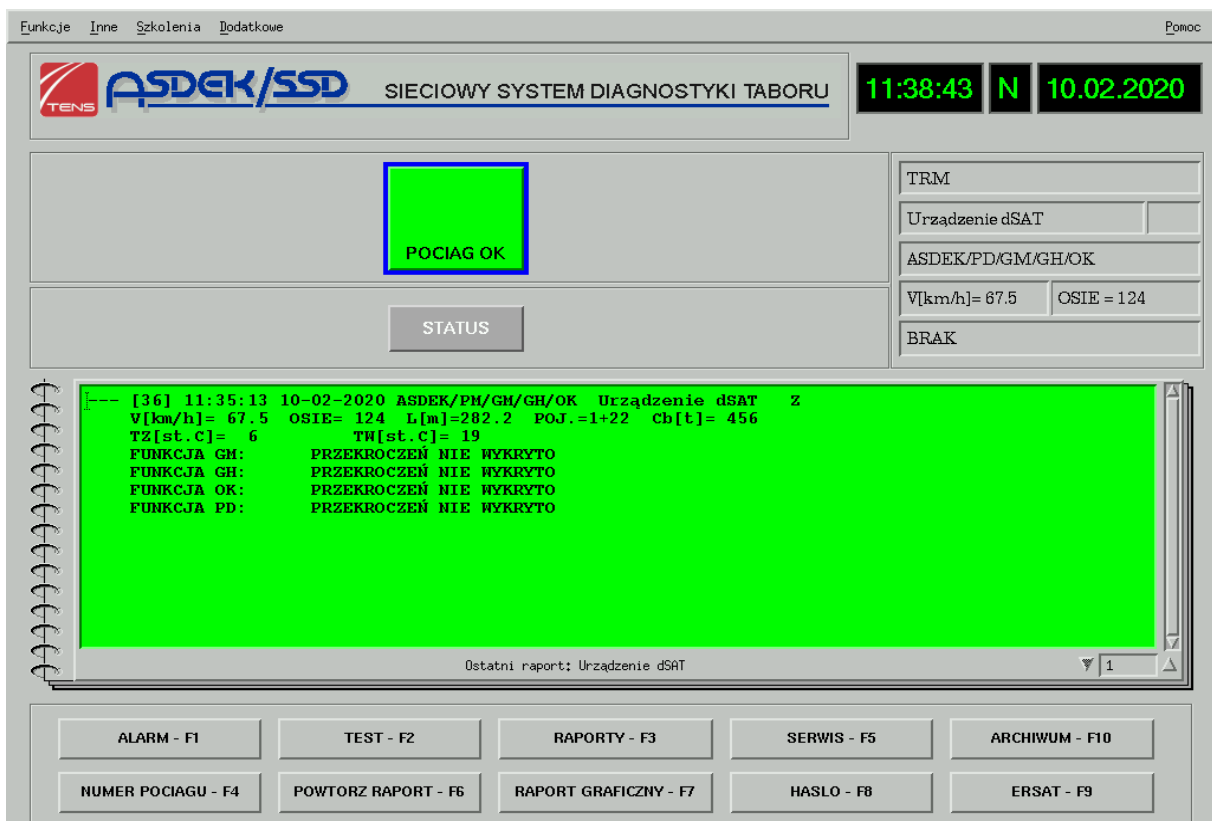 Funkcje Inne Szkolenia Dodatkowe Pomoc
TENS ASDEK/SSD SIECIOWY SYSTEM DIAGNOSTYKI TABORU 11:38:43 N 10.02.2020
POCIAG OK
STATUS
TRM
Urządzenie dSAT
ASDEK/PD/GM/GH/OK
V[km/h]= 67.5 OSIE = 124
BRAK
--- [36] 11:35:13 10-02-2020 ASDEK/PM/GM/GH/OK Urządzenie dSAT Z
V[km/h]= 67.5 OSIE= 124 L[m]=282.2 POJ.=1+22 Cb[t]= 456
TZ[st.C]= 6 TW[st.C]= 19
FUNKCJA GM: PRZEKROCZEŃ NIE WYKRYTO
FUNKCJA GH: PRZEKROCZEŃ NIE WYKRYTO
FUNKCJA OK: PRZEKROCZEŃ NIE WYKRYTO
FUNKCJA PD: PRZEKROCZEŃ NIE WYKRYTO
Ostatni raport: Urządzenie dSAT 1
ALARM - F1 TEST - F2 RAPORTY - F3 SERWIS - F5 ARCHIWUM - F10
NUMER POCIAGU - F4 POWTORZ RAPORT - F6 RAPORT GRAFICZNY - F7 HASLO - F8 ERSAT - F9